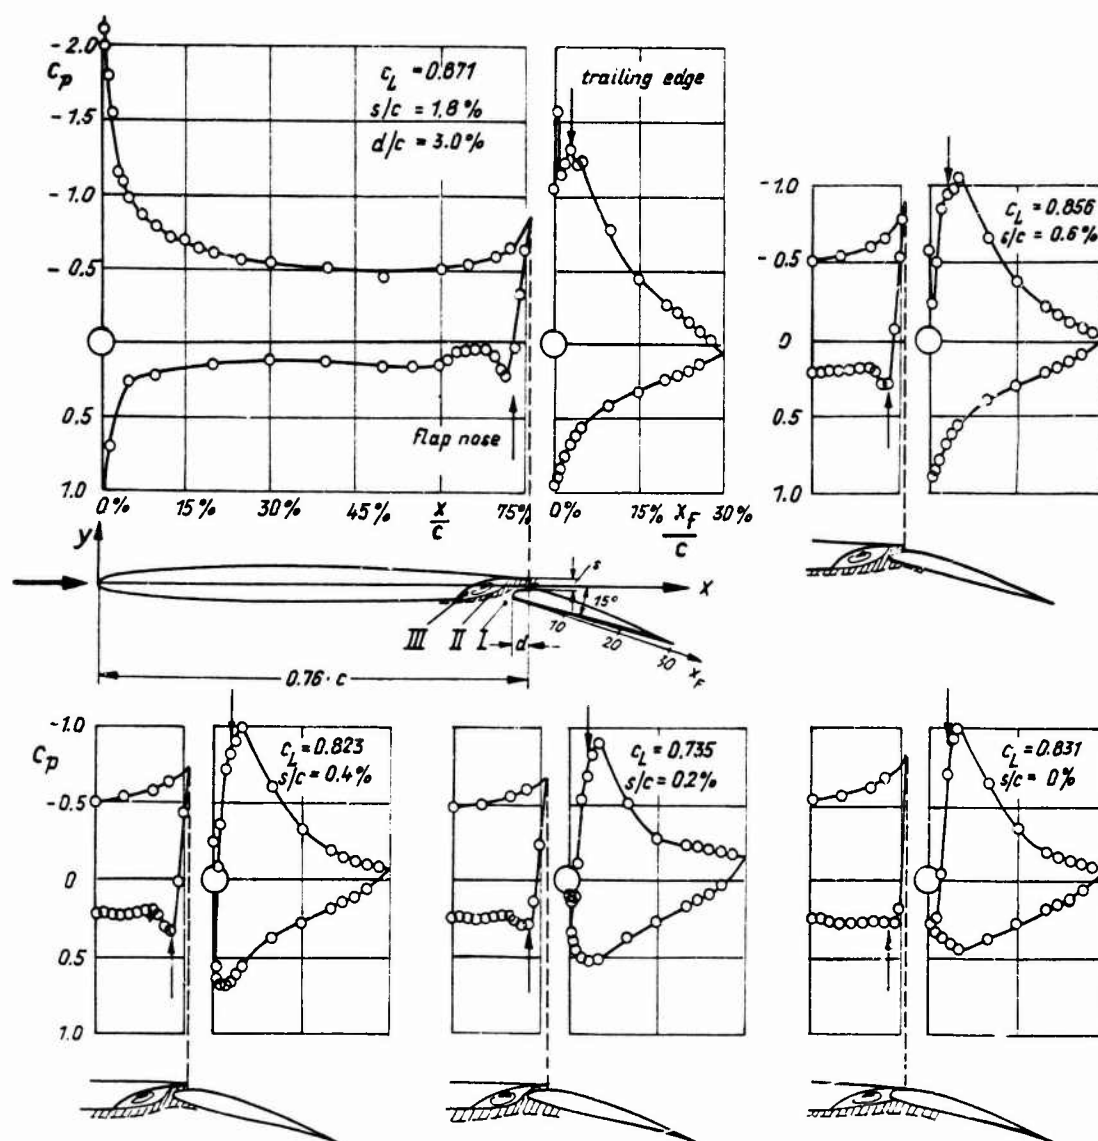 - 2.0
C_p
- 1.5
- 1.0
- 0.5
0
0.5
1.0
c_L = 0.871
s/c = 1.8%
d/c = 3.0%
trailing edge
flap nose
0% 15% 30% 45% x/c 75%
0% 15% x_F/c 30%
-1.0
-0.5
0
0.5
1.0
c_L = 0.856
s/c = 0.6%
y
x
s
15°
III II I d
10 20 30
x_F
0.76 · c
-1.0
C_p
-0.5
0
0.5
1.0
c_L = 0.823
s/c = 0.4%
c_L = 0.735
s/c = 0.2%
c_L = 0.831
s/c = 0%